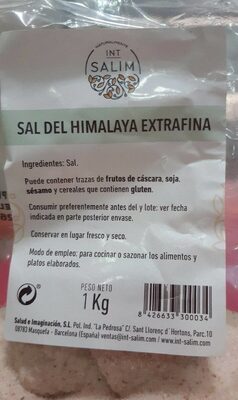 NATURALMENTE
INT
SALIM
SAL DEL HIMALAYA EXTRAFINA
Ingredientes: Sal.
Puede contener trazas de frutos de cáscara, soja,
sésamo y cereales que contienen gluten.
Consumir preferentemente antes del y lote: ver fecha
indicada en parte posterior envase.
Conservar en lugar fresco y seco.
Modo de empleo: para cocinar o sazonar los alimentos y
platos elaborados.
PESO NETO
1 Kg
8 426633 300034
Salud e Imaginación, S.L. Pol. Ind. "La Pedrosa" C/. Sant Llorenç d' Hortons, Parc.10
08783 Masquefa - Barcelona (España) ventas@int-salim.com / www.int-salim.com